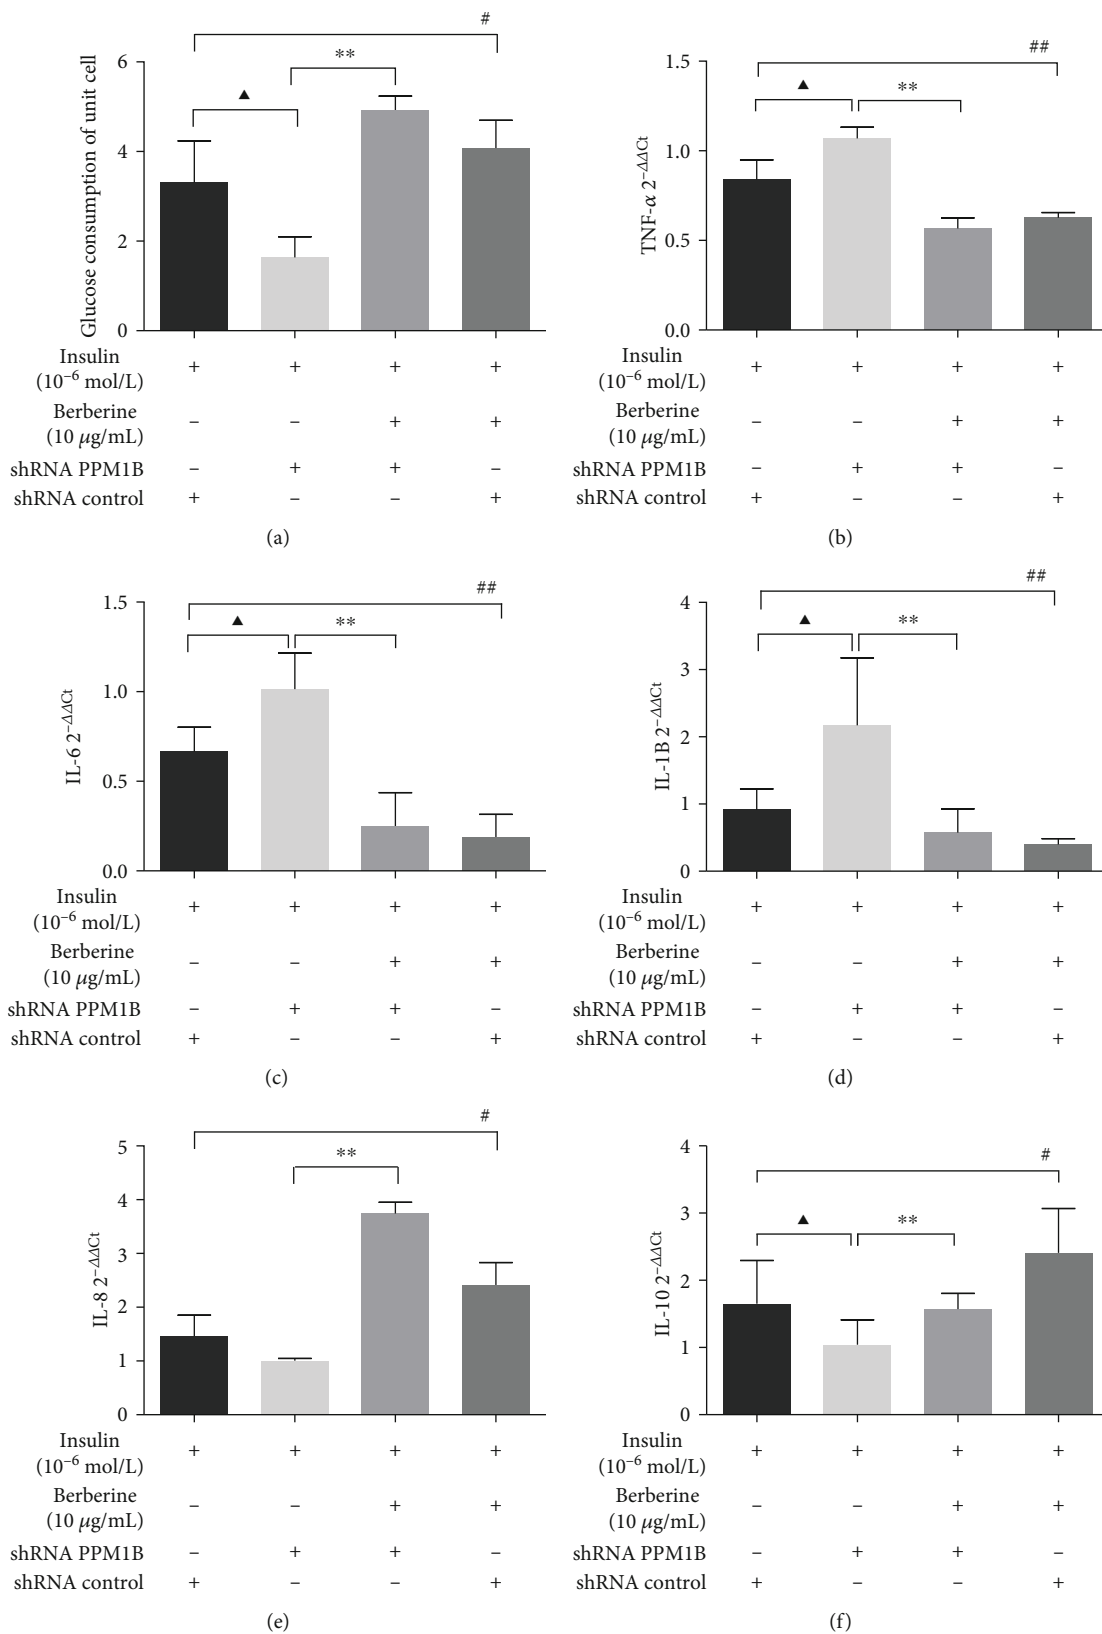 #
**
▲
6
4
2
0
Glucose consumption of unit cell
Insulin
(10⁻⁶ mol/L)
+ + + +
Berberine
(10 μg/mL)
– – + +
shRNA PPM1B – + + –
shRNA control + – – +
(a)
##
▲ **
1.5
1.0
0.5
0.0
TNF-α 2⁻ΔΔCt
Insulin
(10⁻⁶ mol/L)
+ + + +
Berberine
(10 μg/mL)
– – + +
shRNA PPM1B – + + –
shRNA control + – – +
(b)
##
▲ **
1.5
1.0
0.5
0.0
IL-6 2⁻ΔΔCt
Insulin
(10⁻⁶ mol/L)
+ + + +
Berberine
(10 μg/mL)
– – + +
shRNA PPM1B – + + –
shRNA control + – – +
(c)
##
▲ **
4
3
2
1
0
IL-1B 2⁻ΔΔCt
Insulin
(10⁻⁶ mol/L)
+ + + +
Berberine
(10 μg/mL)
– – + +
shRNA PPM1B – + + –
shRNA control + – – +
(d)
#
**
5
4
3
2
1
0
IL-8 2⁻ΔΔCt
Insulin
(10⁻⁶ mol/L)
+ + + +
Berberine
(10 μg/mL)
– – + +
shRNA PPM1B – + + –
shRNA control + – – +
(e)
#
▲ **
4
3
2
1
0
IL-10 2⁻ΔΔCt
Insulin
(10⁻⁶ mol/L)
+ + + +
Berberine
(10 μg/mL)
– – + +
shRNA PPM1B – + + –
shRNA control + – – +
(f)